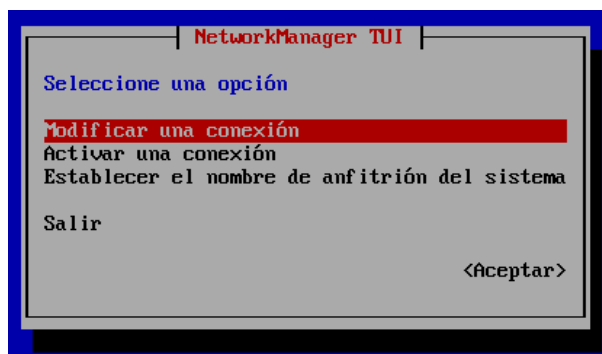 NetworkManager TUI
Seleccione una opción
Modificar una conexión
Activar una conexión
Establecer el nombre de anfitrión del sistema
Salir
<Aceptar>